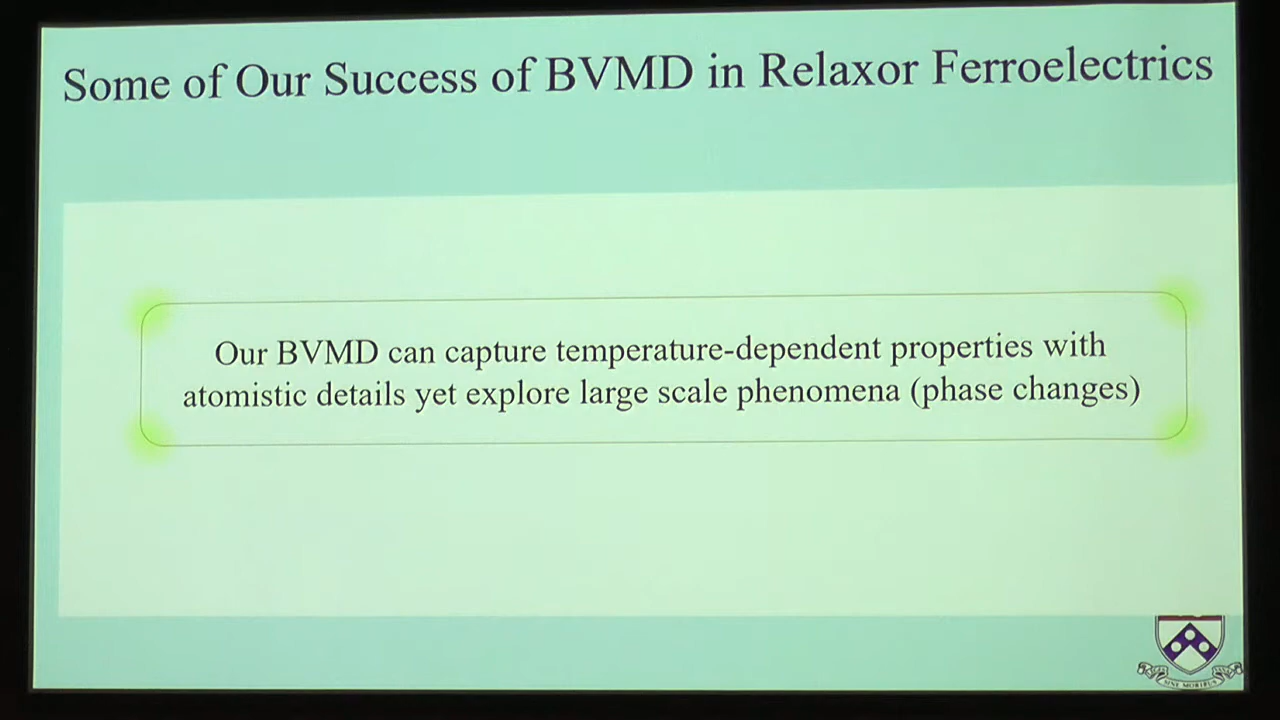 Some of Our Success of BVMD in Relaxor Ferroelectrics
Our BVMD can capture temperature-dependent properties with
atomistic details yet explore large scale phenomena (phase changes)